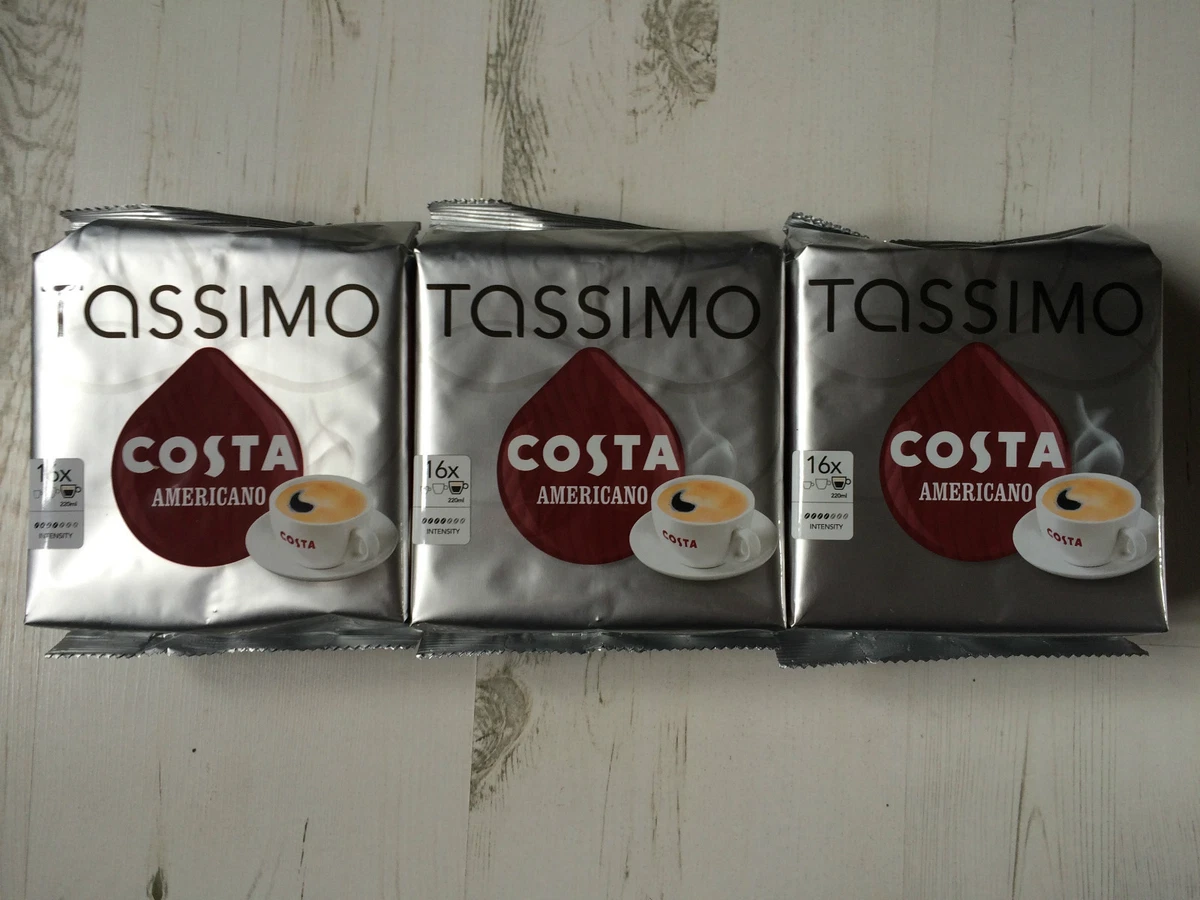 TASSIMO
COSTA
AMERICANO
16x
220ml
INTENSITY
COSTA
TASSIMO
COSTA
AMERICANO
16x
220ml
INTENSITY
COSTA
TASSIMO
COSTA
AMERICANO
16x
220ml
INTENSITY
COSTA